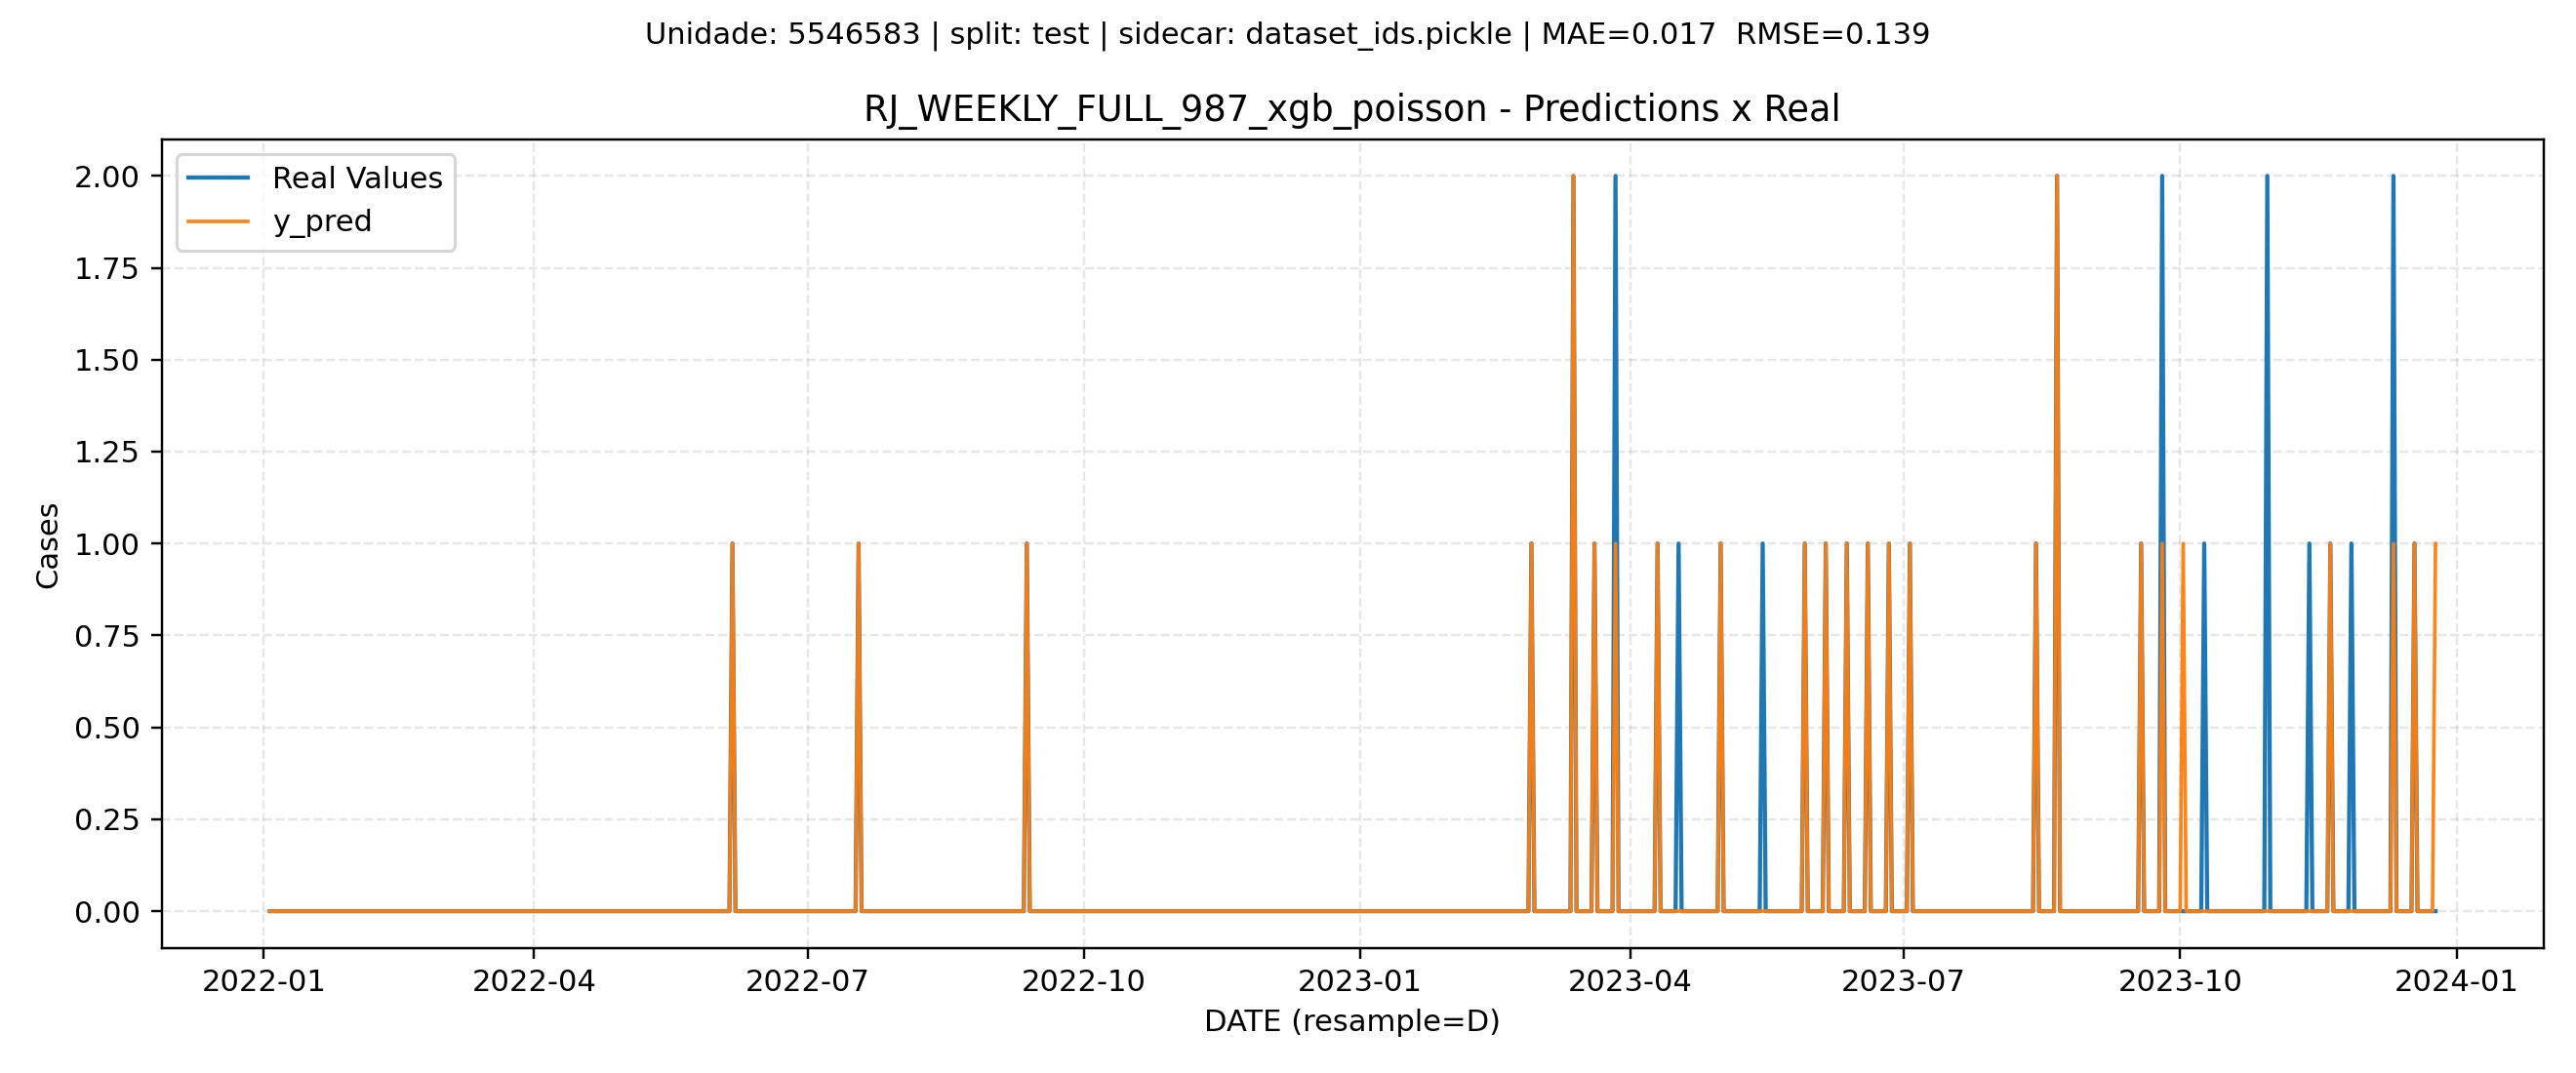 Unidade: 5546583 | split: test | sidecar: dataset_ids.pickle | MAE=0.017  RMSE=0.139
RJ_WEEKLY_FULL_987_xgb_poisson - Predictions x Real
Real Values
y_pred
2.00
1.75
1.50
1.25
1.00
0.75
0.50
0.25
0.00
Cases
2022-01 2022-04 2022-07 2022-10 2023-01 2023-04 2023-07 2023-10 2024-01
DATE (resample=D)